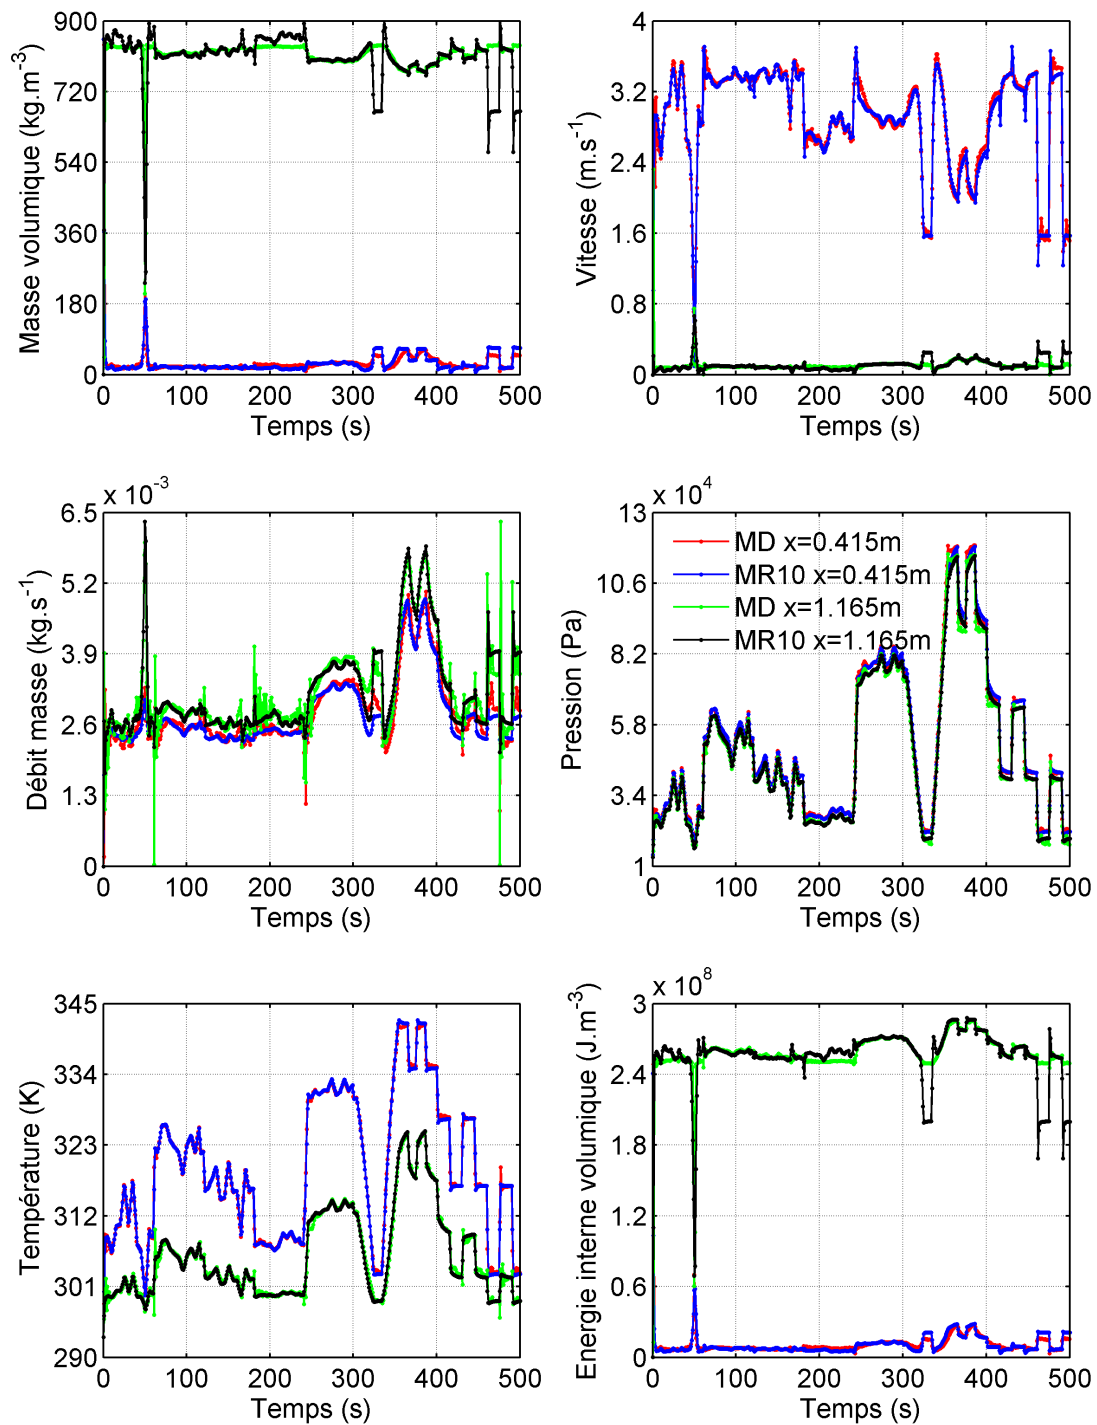 900
720
540
360
180
0
Masse volumique (kg.m⁻³)
0 100 200 300 400 500
Temps (s)
4
3.2
2.4
1.6
0.8
0
Vitesse (m.s⁻¹)
0 100 200 300 400 500
Temps (s)
x 10⁻³
6.5
5.2
3.9
2.6
1.3
0
Débit masse (kg.s⁻¹)
0 100 200 300 400 500
Temps (s)
x 10⁴
13
10.6
8.2
5.8
3.4
1
Pression (Pa)
MD x=0.415m
MR10 x=0.415m
MD x=1.165m
MR10 x=1.165m
0 100 200 300 400 500
Temps (s)
345
334
323
312
301
290
Température (K)
0 100 200 300 400 500
Temps (s)
x 10⁸
3
2.4
1.8
1.2
0.6
0
Energie interne volumique (J.m⁻³)
0 100 200 300 400 500
Temps (s)